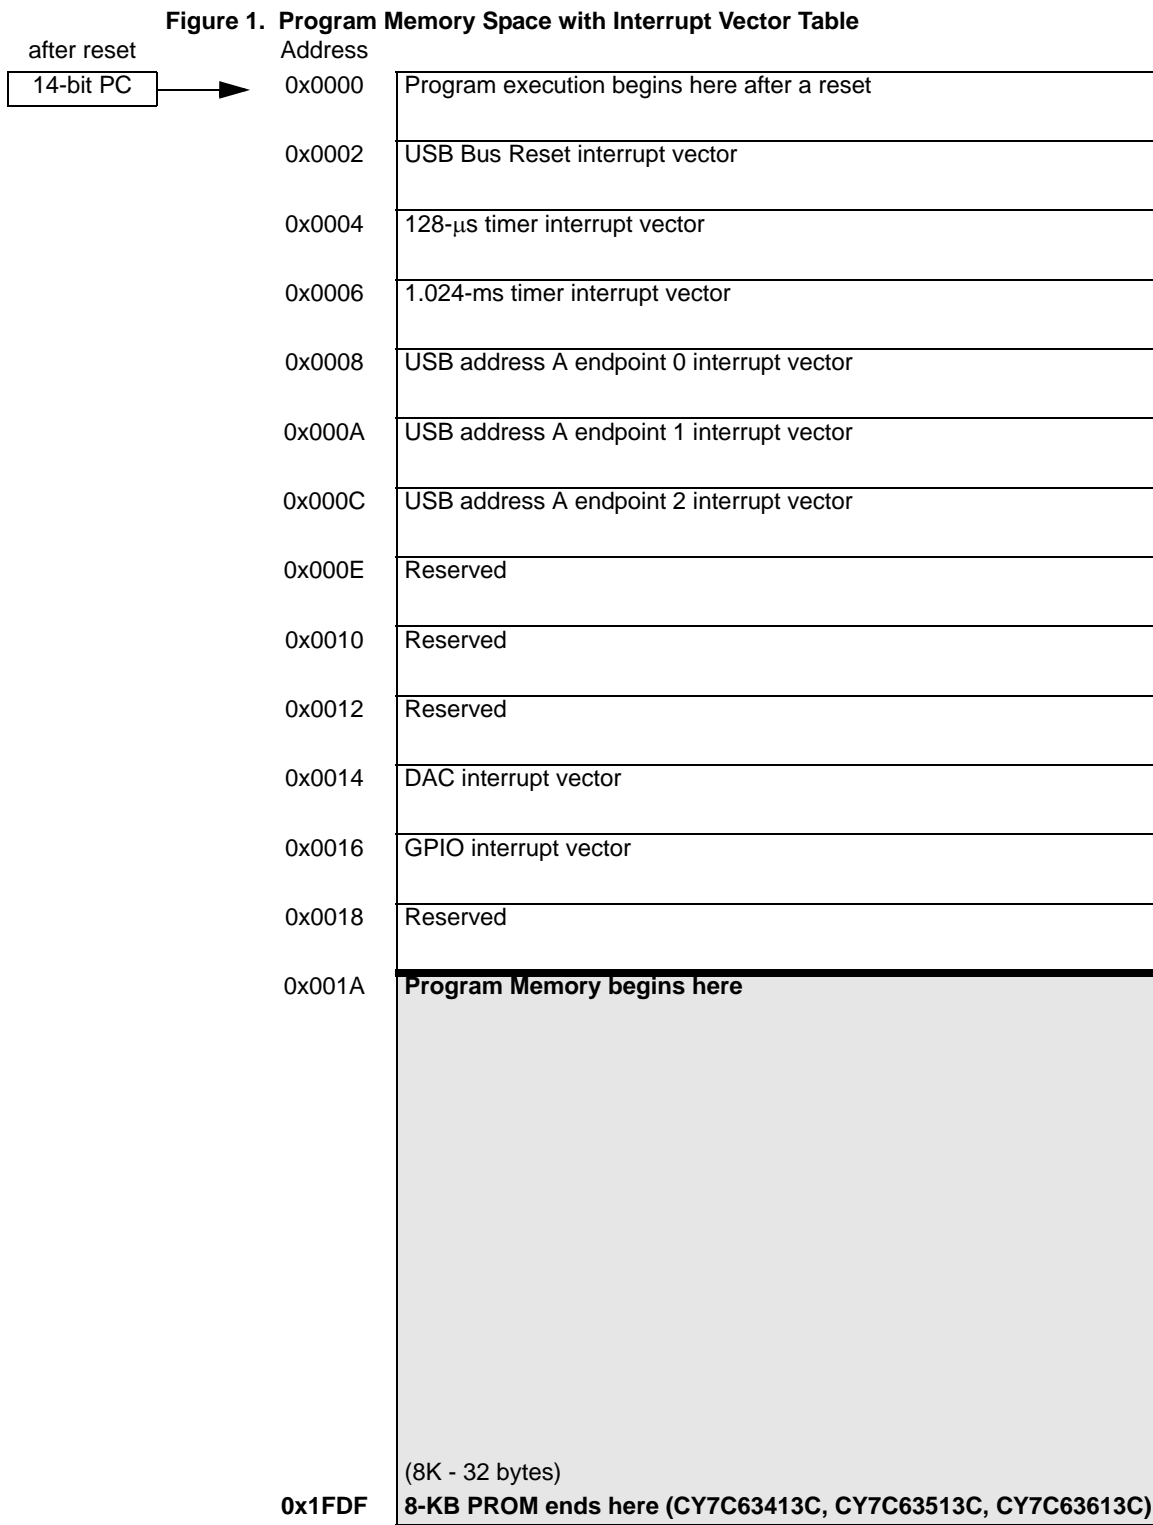 Figure 1. Program Memory Space with Interrupt Vector Table
after reset Address
14-bit PC 0x0000 Program execution begins here after a reset
0x0002 USB Bus Reset interrupt vector
0x0004 128-μs timer interrupt vector
0x0006 1.024-ms timer interrupt vector
0x0008 USB address A endpoint 0 interrupt vector
0x000A USB address A endpoint 1 interrupt vector
0x000C USB address A endpoint 2 interrupt vector
0x000E Reserved
0x0010 Reserved
0x0012 Reserved
0x0014 DAC interrupt vector
0x0016 GPIO interrupt vector
0x0018 Reserved
0x001A Program Memory begins here
(8K - 32 bytes)
0x1FDF 8-KB PROM ends here (CY7C63413C, CY7C63513C, CY7C63613C)